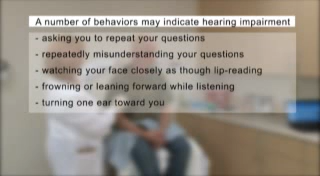 A number of behaviors may indicate hearing impairment
- asking you to repeat your questions
- repeatedly misunderstanding your questions
- watching your face closely as though lip-reading
- frowning or leaning forward while listening
- turning one ear toward you